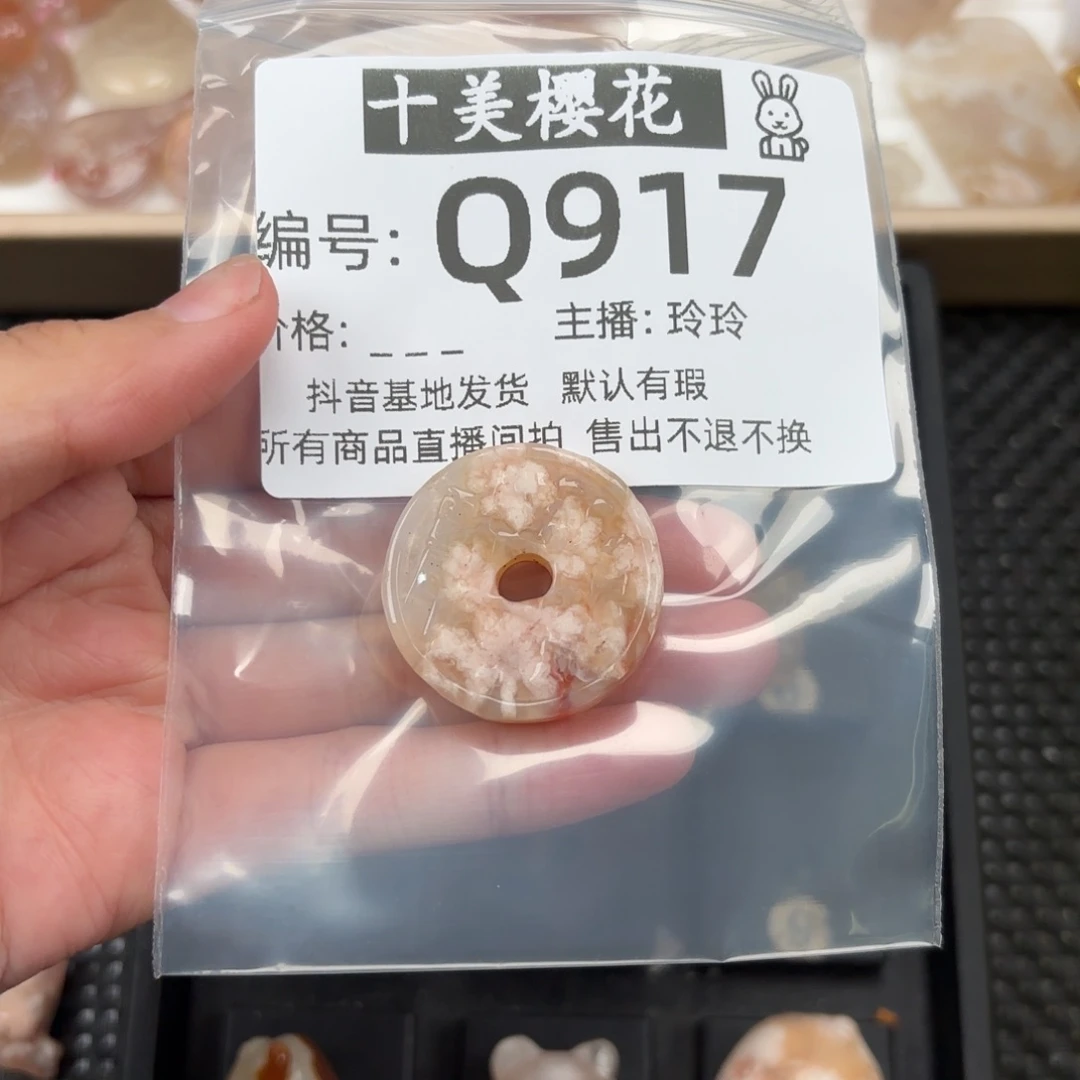 十美樱花
编号: Q917
价格: _ _ _ 主播: 玲玲
抖音基地发货 默认有瑕
所有商品直播间拍 售出不退不换